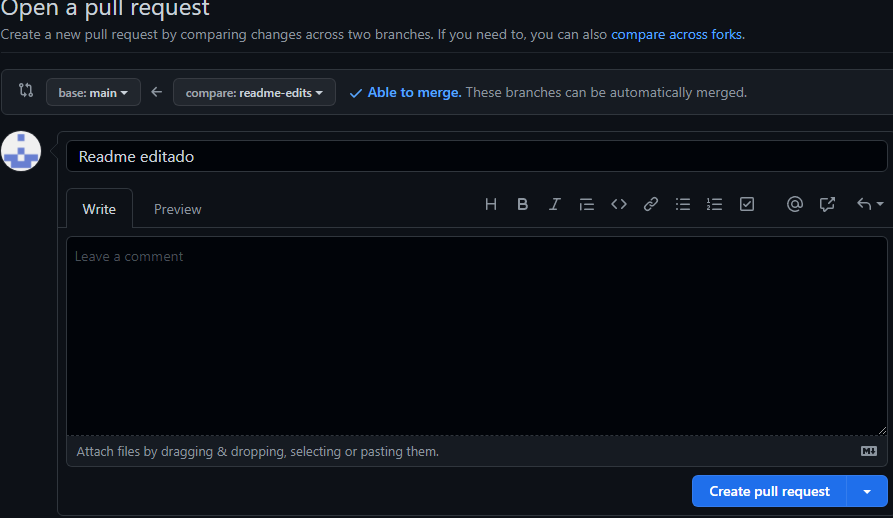 Open a pull request
Create a new pull request by comparing changes across two branches. If you need to, you can also compare across forks.
base: main compare: readme-edits Able to merge. These branches can be automatically merged.
Readme editado
Write Preview H B I
Leave a comment
Attach files by dragging & dropping, selecting or pasting them.
Create pull request